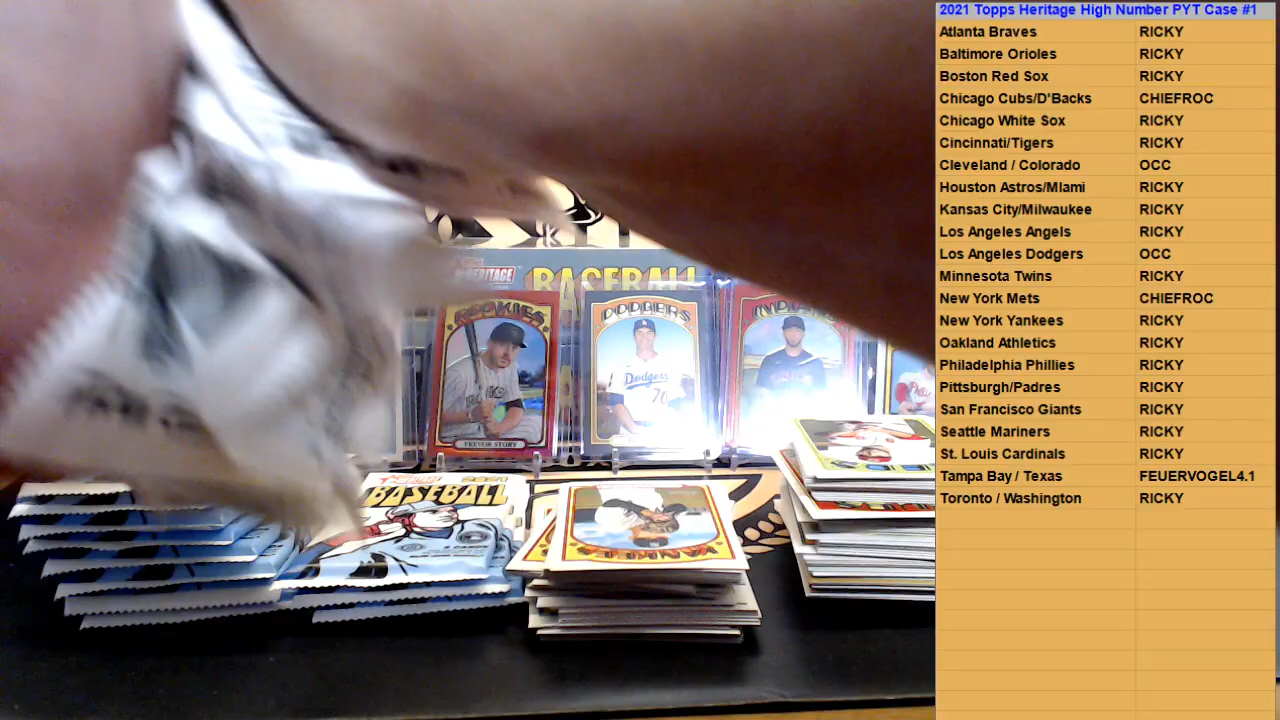 2021 Topps Heritage High Number PYT Case #1
Atlanta Braves RICKY
Baltimore Orioles RICKY
Boston Red Sox RICKY
Chicago Cubs/D'Backs CHIEFROC
Chicago White Sox RICKY
Cincinnati/Tigers RICKY
Cleveland / Colorado OCC
Houston Astros/MIami RICKY
Kansas City/Milwaukee RICKY
Los Angeles Angels RICKY
Los Angeles Dodgers OCC
Minnesota Twins RICKY
New York Mets CHIEFROC
New York Yankees RICKY
Oakland Athletics RICKY
Philadelphia Phillies RICKY
Pittsburgh/Padres RICKY
San Francisco Giants RICKY
Seattle Mariners RICKY
St. Louis Cardinals RICKY
Tampa Bay / Texas FEUERVOGEL4.1
Toronto / Washington RICKY
HERITAGE BASEBALL
ROOKIES
DODGERS
INDIANS
Dodgers
70
TREVOR STORY
2021
BASEBALL
YANKEES